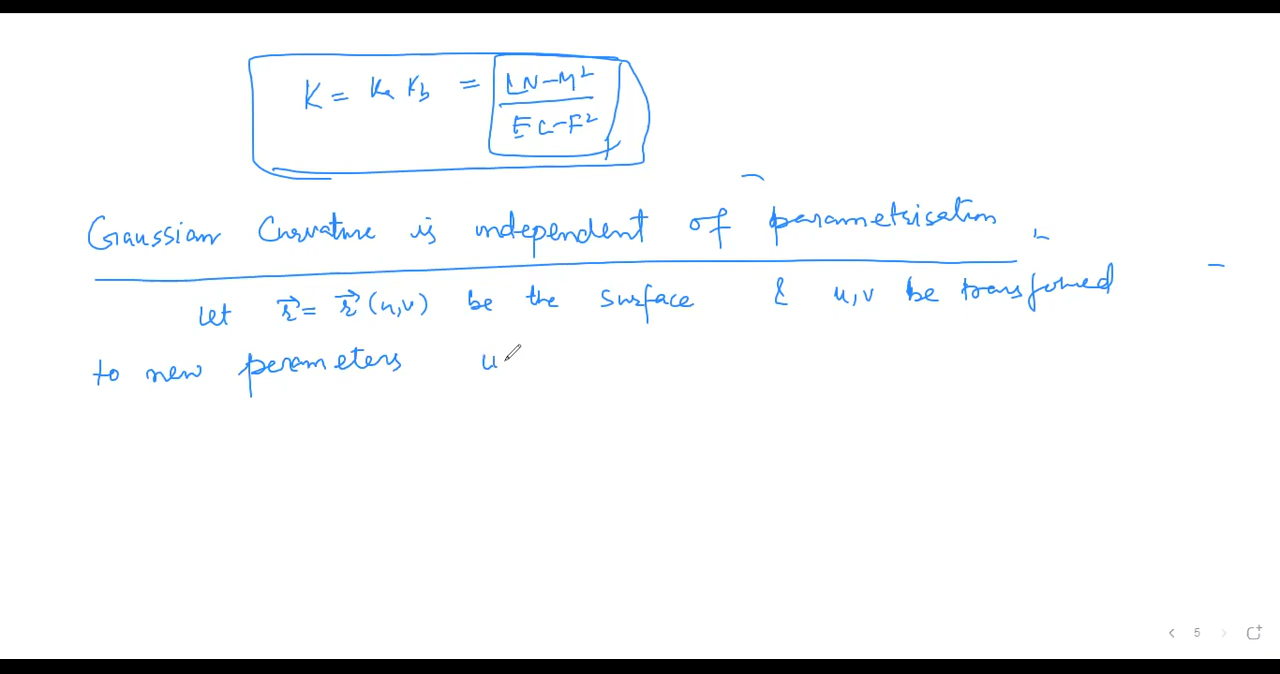 K = Ka Kb = LN-M² / EG-F²
Gaussian Curvature is independent of parametrisation
Let r⃗ = r⃗ (u,v) be the surface & u,v be transformed
to new parameters u
5